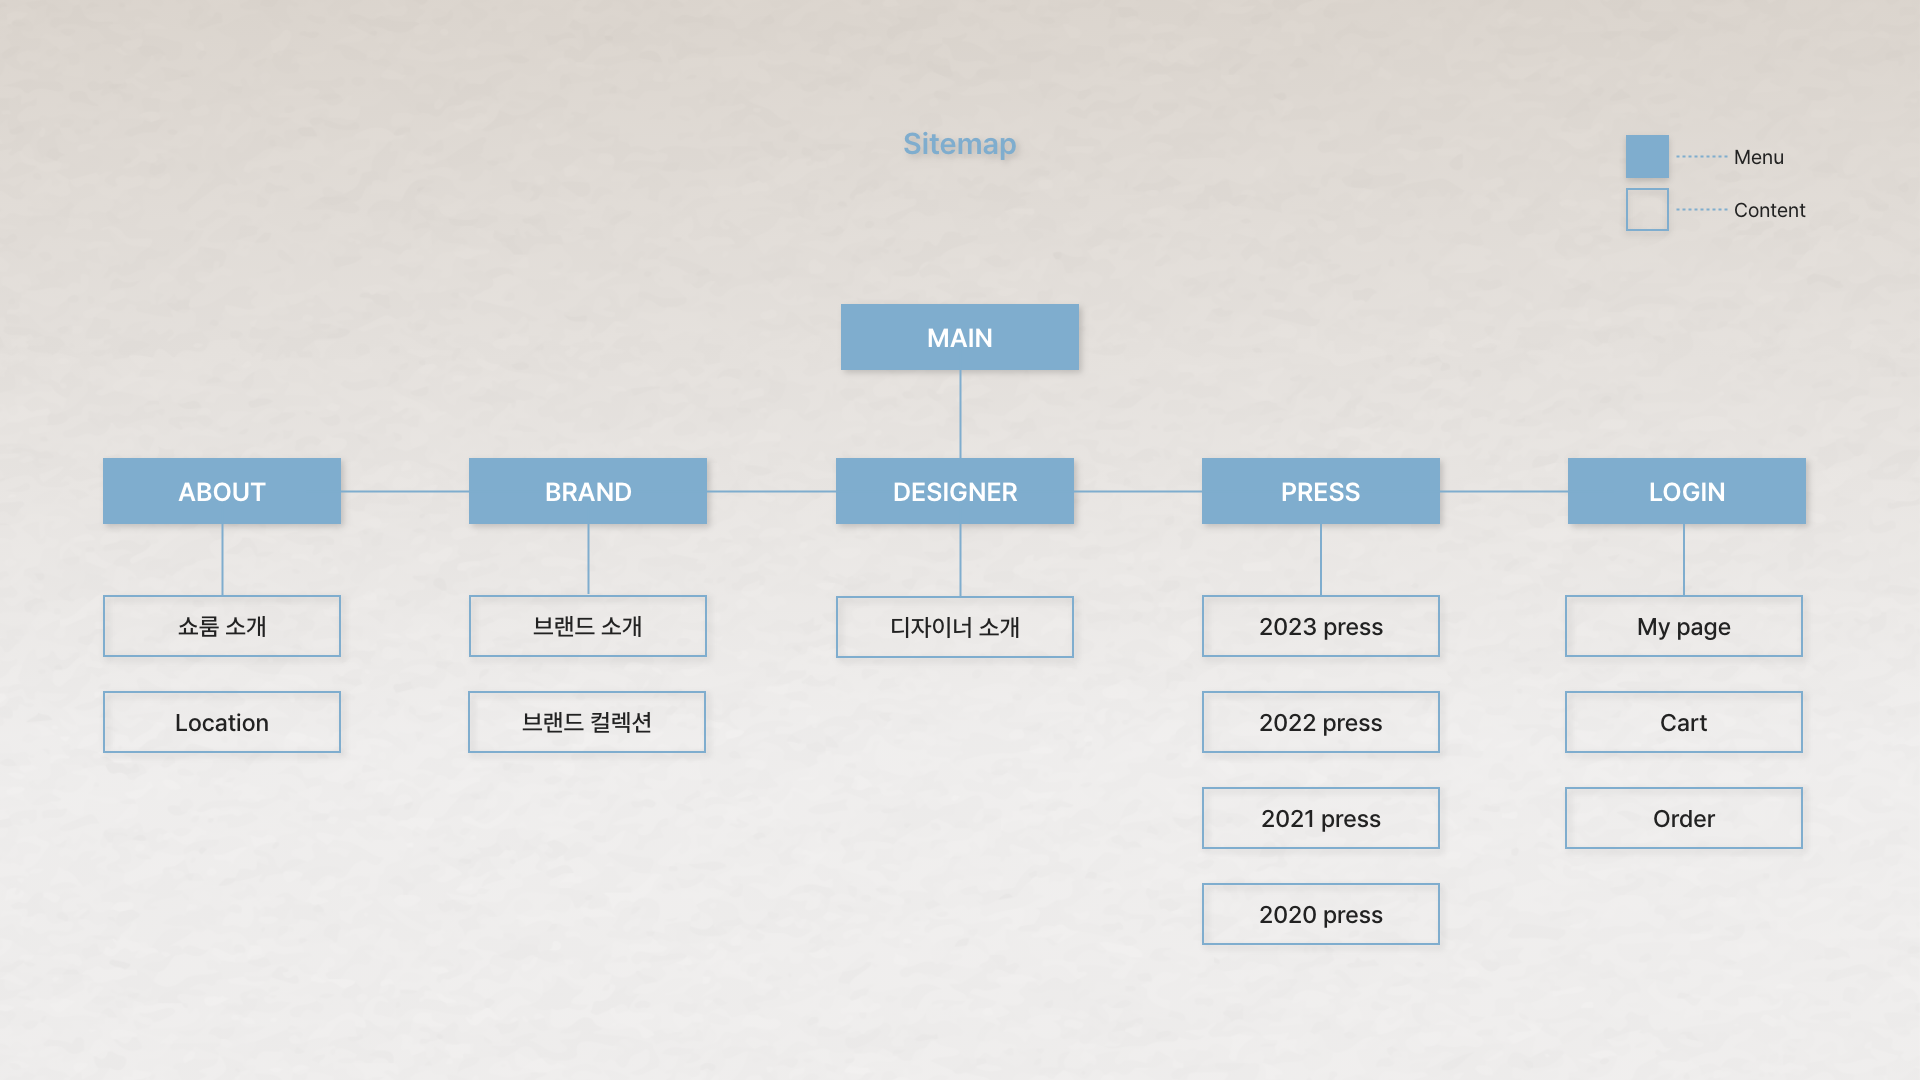 Sitemap
Menu
Content
MAIN
ABOUT
BRAND
DESIGNER
PRESS
LOGIN
쇼룸 소개
브랜드 소개
디자이너 소개
2023 press
My page
Location
브랜드 컬렉션
2022 press
Cart
2021 press
Order
2020 press